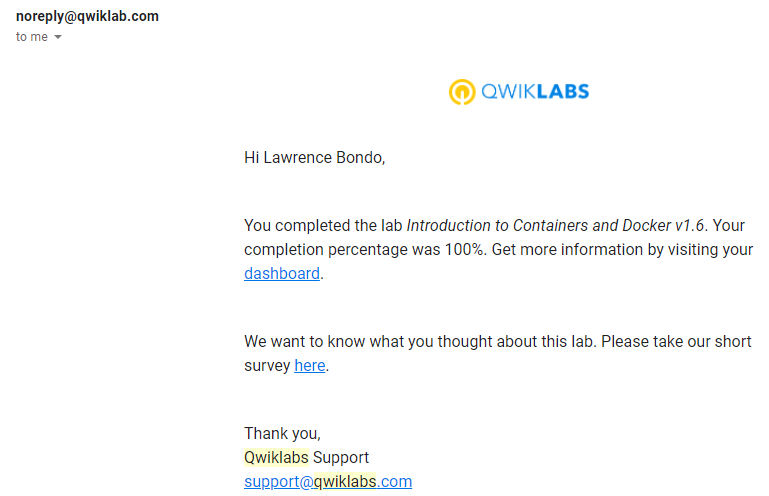 noreply@qwiklab.com
to me
QWIKLABS
Hi Lawrence Bondo,
You completed the lab Introduction to Containers and Docker v1.6. Your
completion percentage was 100%. Get more information by visiting your
dashboard.
We want to know what you thought about this lab. Please take our short
survey here.
Thank you,
Qwiklabs Support
support@qwiklabs.com